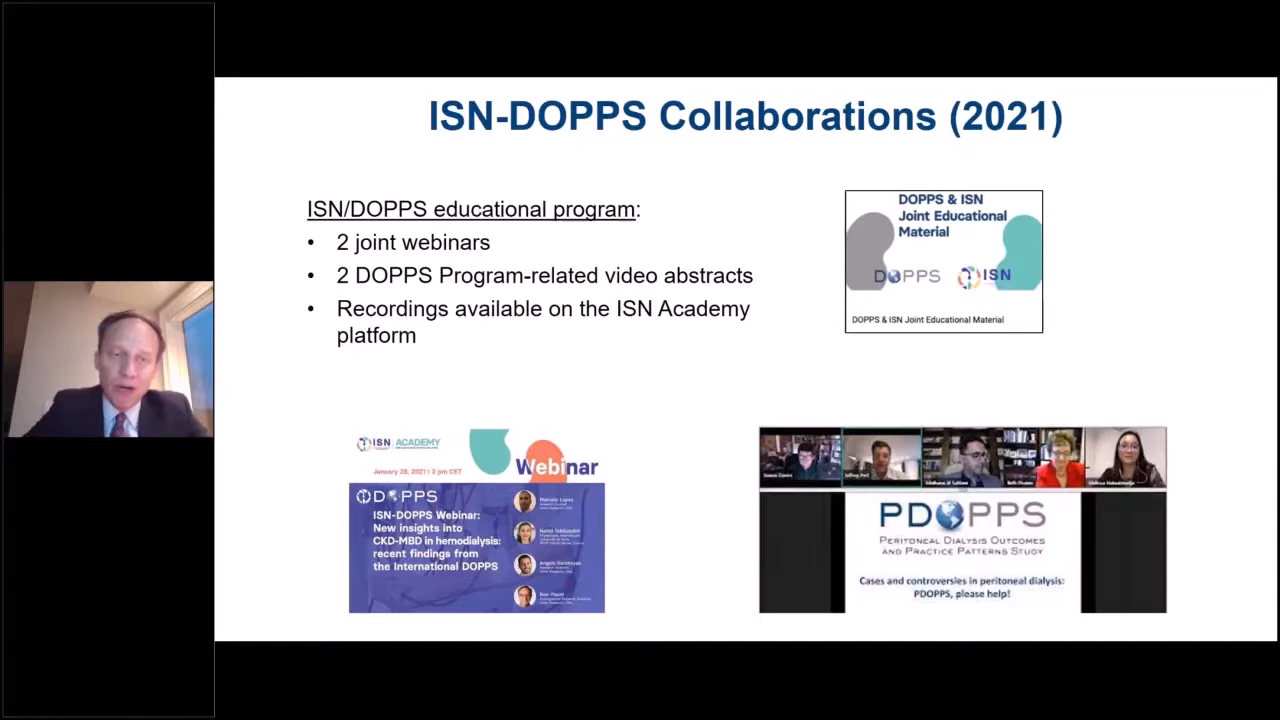 ISN-DOPPS Collaborations (2021)
ISN/DOPPS educational program:
• 2 joint webinars
• 2 DOPPS Program-related video abstracts
• Recordings available on the ISN Academy
platform
DOPPS & ISN
Joint Educational
Material
DOPPS ISN
DOPPS & ISN Joint Educational Material
ISN ACADEMY
January 28, 2021 I 3 pm CET
Webinar
DOPPS
ISN-DOPPS Webinar:
New insights into
CKD-MBD in hemodialysis:
recent findings from
the International DOPPS
Marcelo Lopes
Angelo Karaboyas
PDOPPS
PERITONEAL DIALYSIS OUTCOMES
AND PRACTICE PATTERNS STUDY
Cases and controversies in peritoneal dialysis:
PDOPPS, please help!